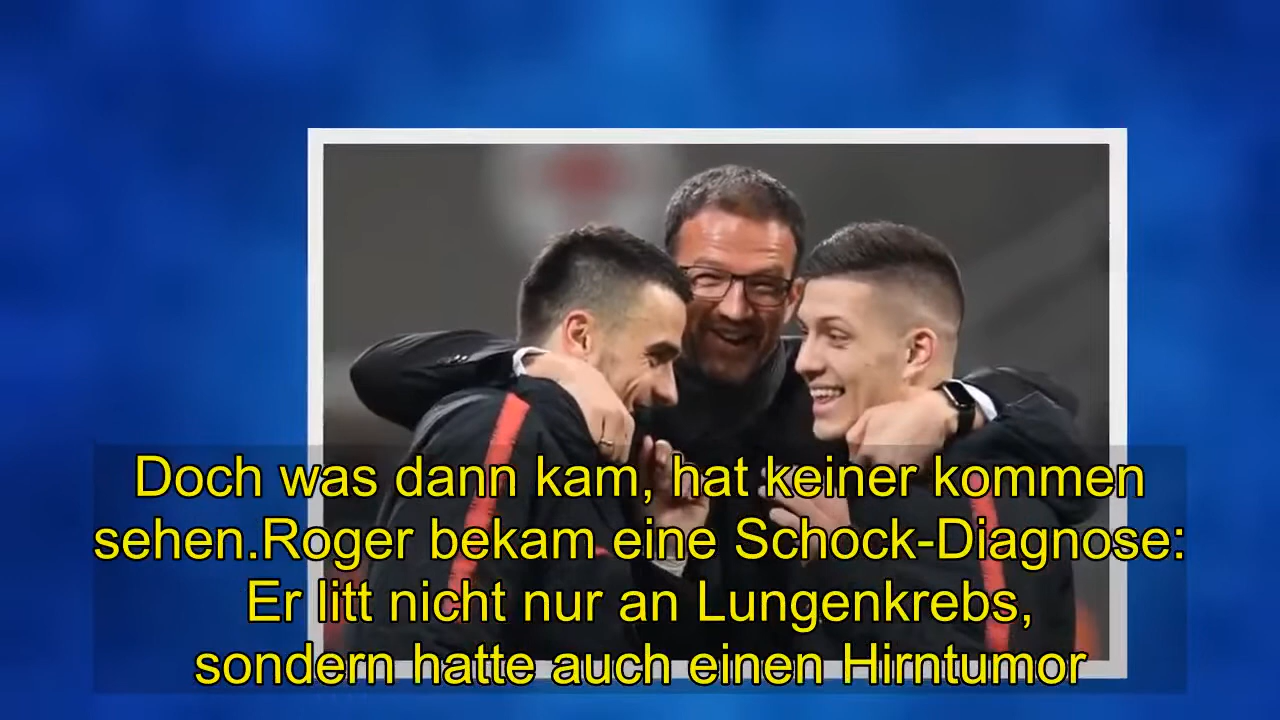 Doch was dann kam, hat keiner kommen
sehen.Roger bekam eine Schock-Diagnose:
Er litt nicht nur an Lungenkrebs,
sondern hatte auch einen Hirntumor